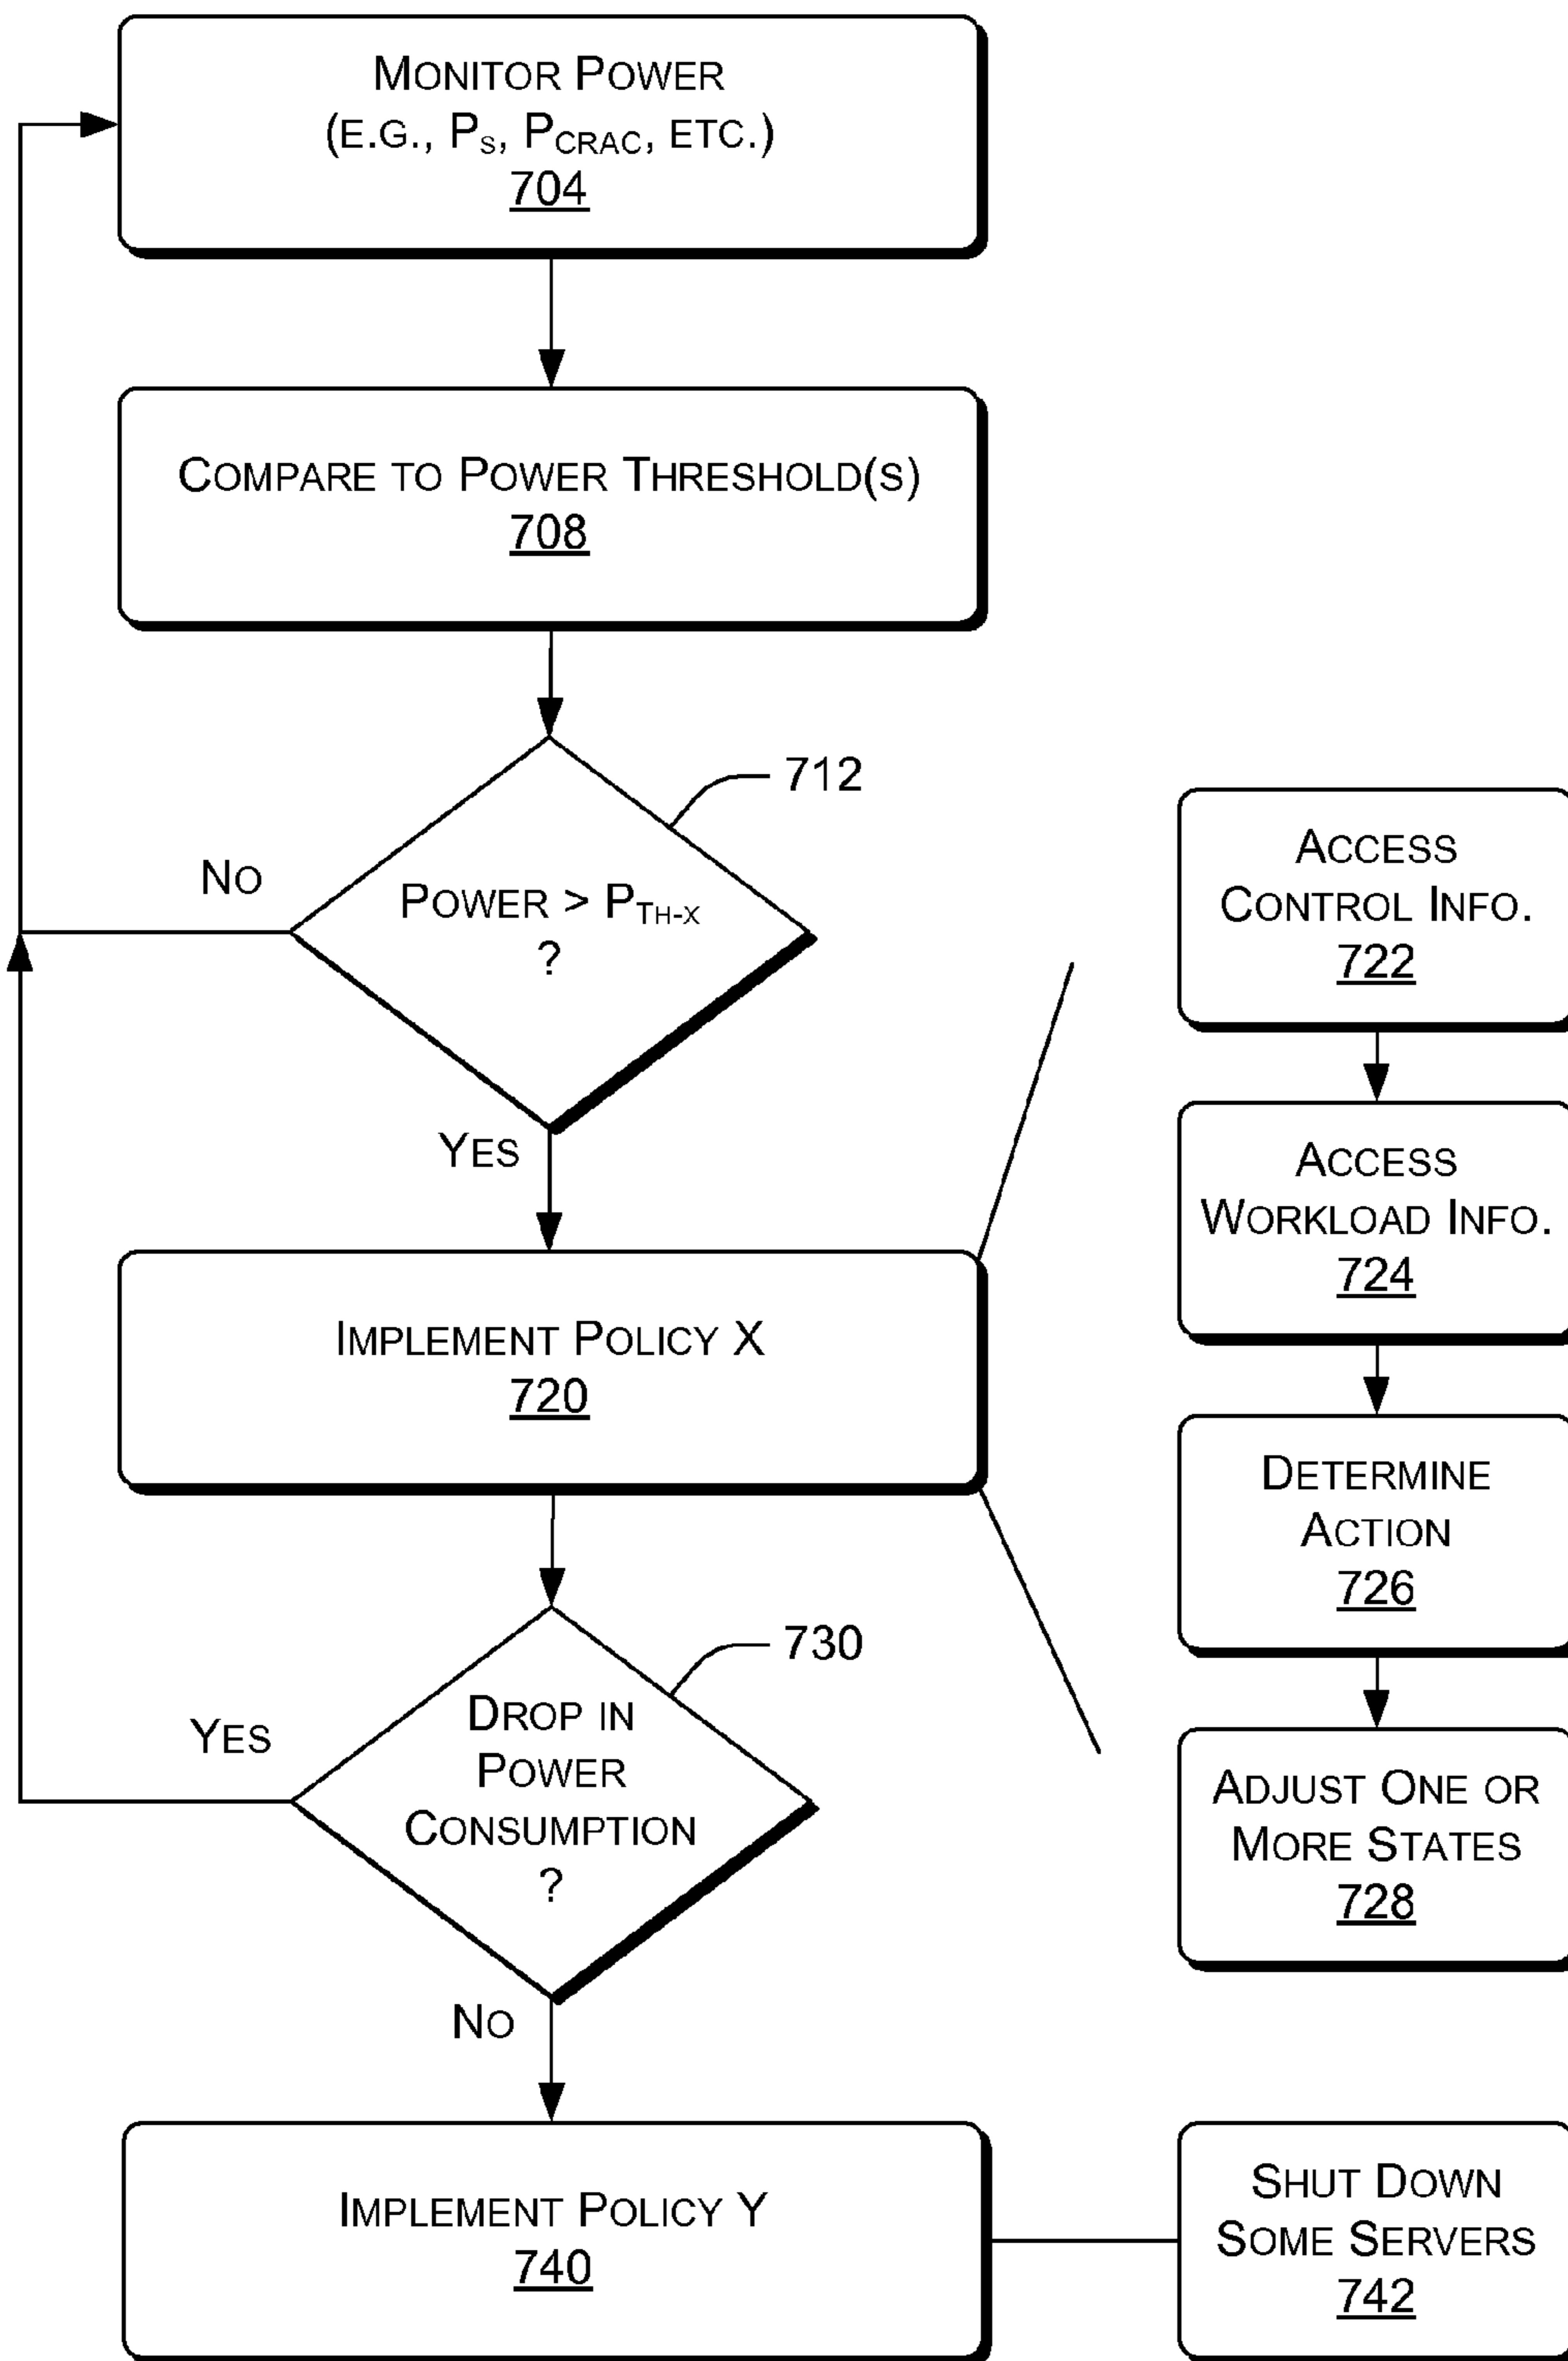 MONITOR POWER
(E.G., PS, PCRAC, ETC.)
704
COMPARE TO POWER THRESHOLD(S)
708
712
NO
POWER > PTH-X
?
YES
IMPLEMENT POLICY X
720
ACCESS
CONTROL INFO.
722
ACCESS
WORKLOAD INFO.
724
DETERMINE
ACTION
726
ADJUST ONE OR
MORE STATES
728
730
YES
DROP IN
POWER
CONSUMPTION
?
NO
IMPLEMENT POLICY Y
740
SHUT DOWN
SOME SERVERS
742